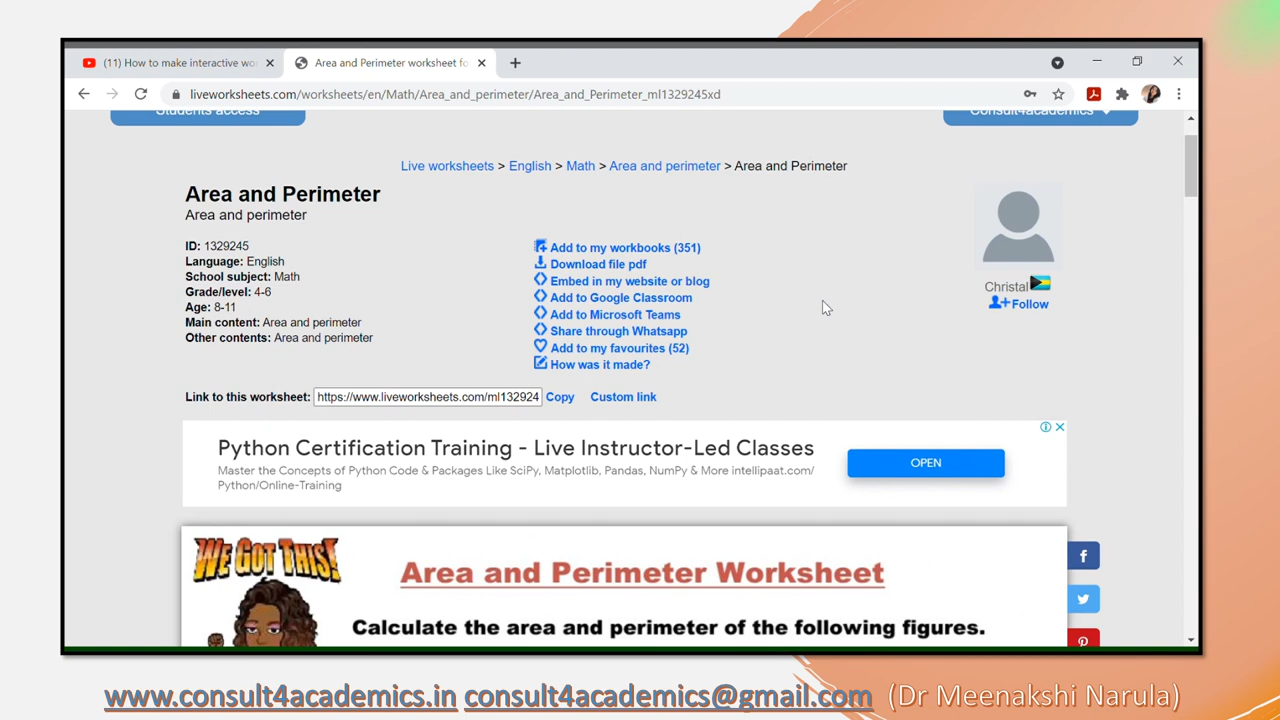 (11) How to make interactive wo
Area and Perimeter worksheet fo
liveworksheets.com/worksheets/en/Math/Area_and_perimeter/Area_and_Perimeter_ml1329245xd
Students access
Consult4academics
Live worksheets > English > Math > Area and perimeter > Area and Perimeter
Area and Perimeter
Area and perimeter
ID: 1329245
Language: English
School subject: Math
Grade/level: 4-6
Age: 8-11
Main content: Area and perimeter
Other contents: Area and perimeter
Add to my workbooks (351)
Download file pdf
Embed in my website or blog
Add to Google Classroom
Add to Microsoft Teams
Share through Whatsapp
Add to my favourites (52)
How was it made?
Christal
Follow
Link to this worksheet: https://www.liveworksheets.com/ml132924 Copy Custom link
Python Certification Training - Live Instructor-Led Classes
Master the Concepts of Python Code & Packages Like SciPy, Matplotlib, Pandas, NumPy & More intellipaat.com/
Python/Online-Training
OPEN
WE GOT THIS!
Area and Perimeter Worksheet
Calculate the area and perimeter of the following figures.
www.consult4academics.in consult4academics@gmail.com (Dr Meenakshi Narula)